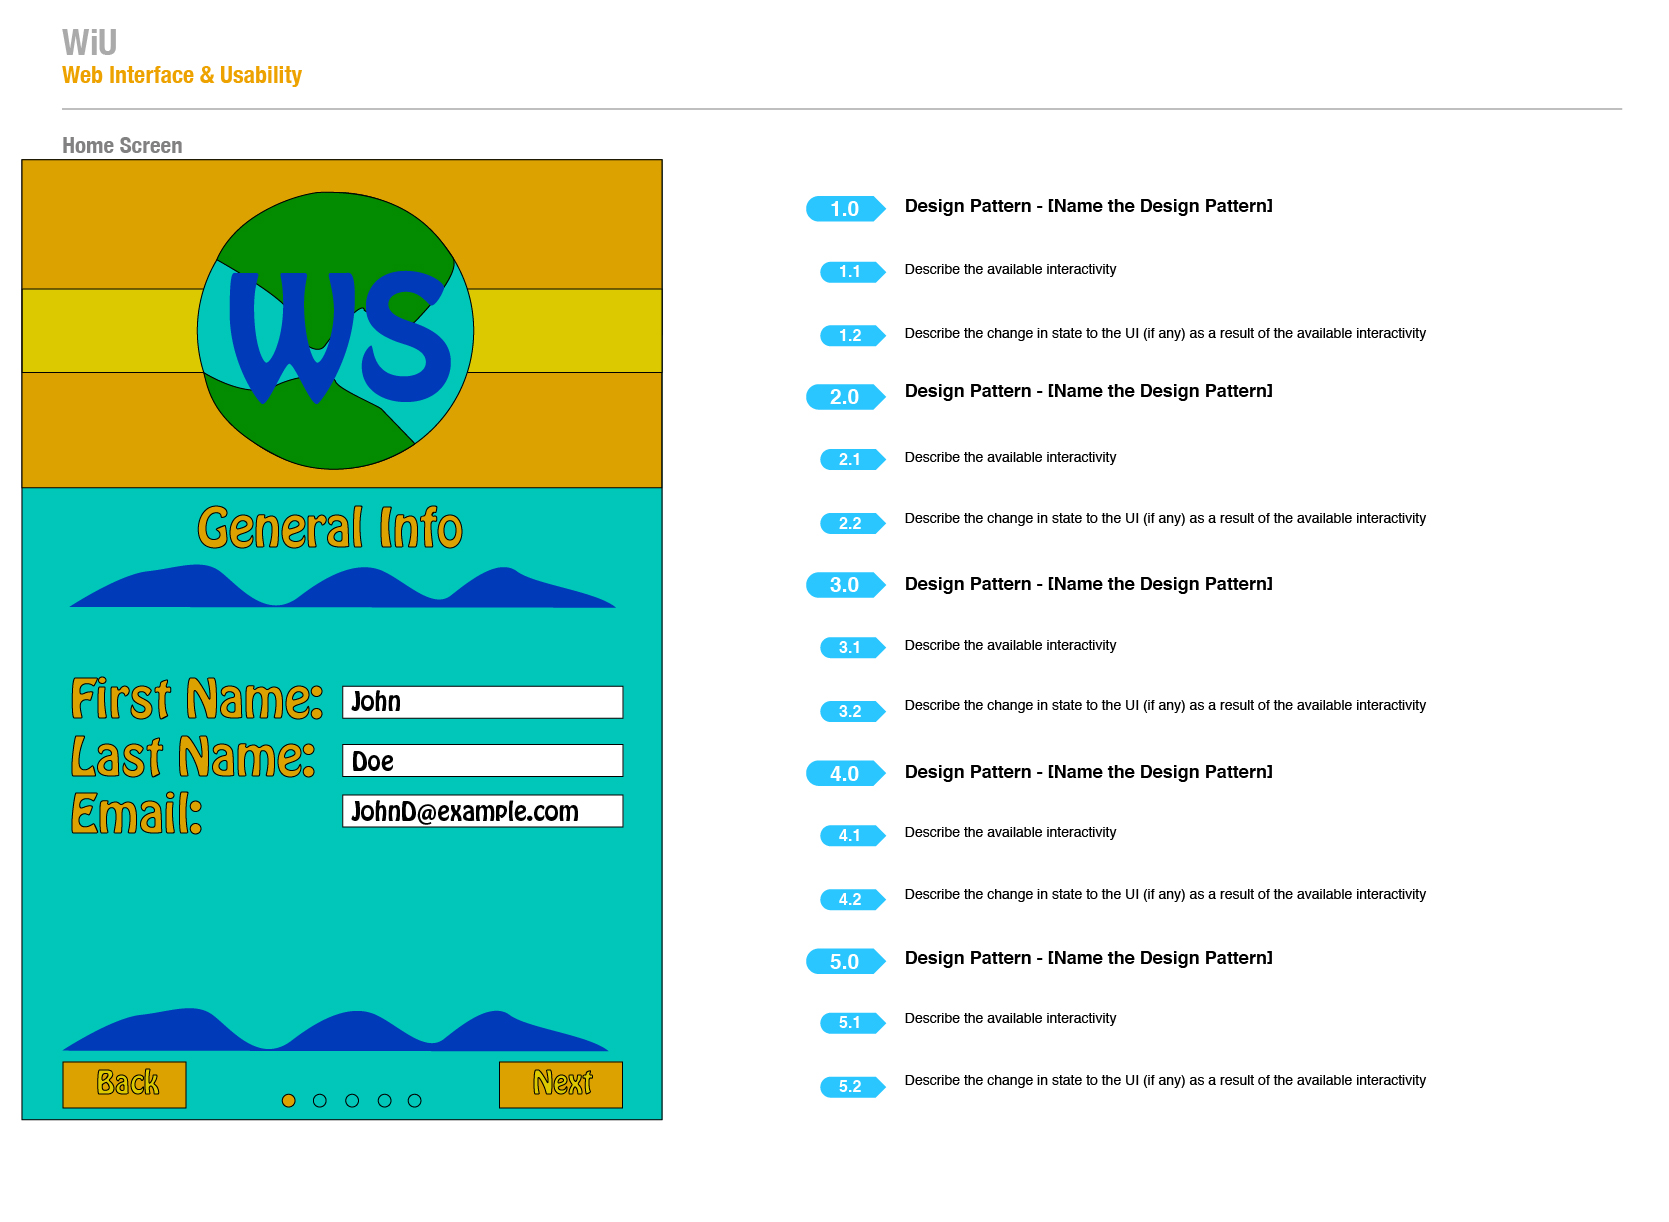 WiU
Web Interface & Usability
Home Screen
WS
General Info
First Name: John
Last Name: Doe
Email: JohnD@example.com
Back
Next
1.0 Design Pattern - [Name the Design Pattern]
1.1 Describe the available interactivity
1.2 Describe the change in state to the UI (if any) as a result of the available interactivity
2.0 Design Pattern - [Name the Design Pattern]
2.1 Describe the available interactivity
2.2 Describe the change in state to the UI (if any) as a result of the available interactivity
3.0 Design Pattern - [Name the Design Pattern]
3.1 Describe the available interactivity
3.2 Describe the change in state to the UI (if any) as a result of the available interactivity
4.0 Design Pattern - [Name the Design Pattern]
4.1 Describe the available interactivity
4.2 Describe the change in state to the UI (if any) as a result of the available interactivity
5.0 Design Pattern - [Name the Design Pattern]
5.1 Describe the available interactivity
5.2 Describe the change in state to the UI (if any) as a result of the available interactivity